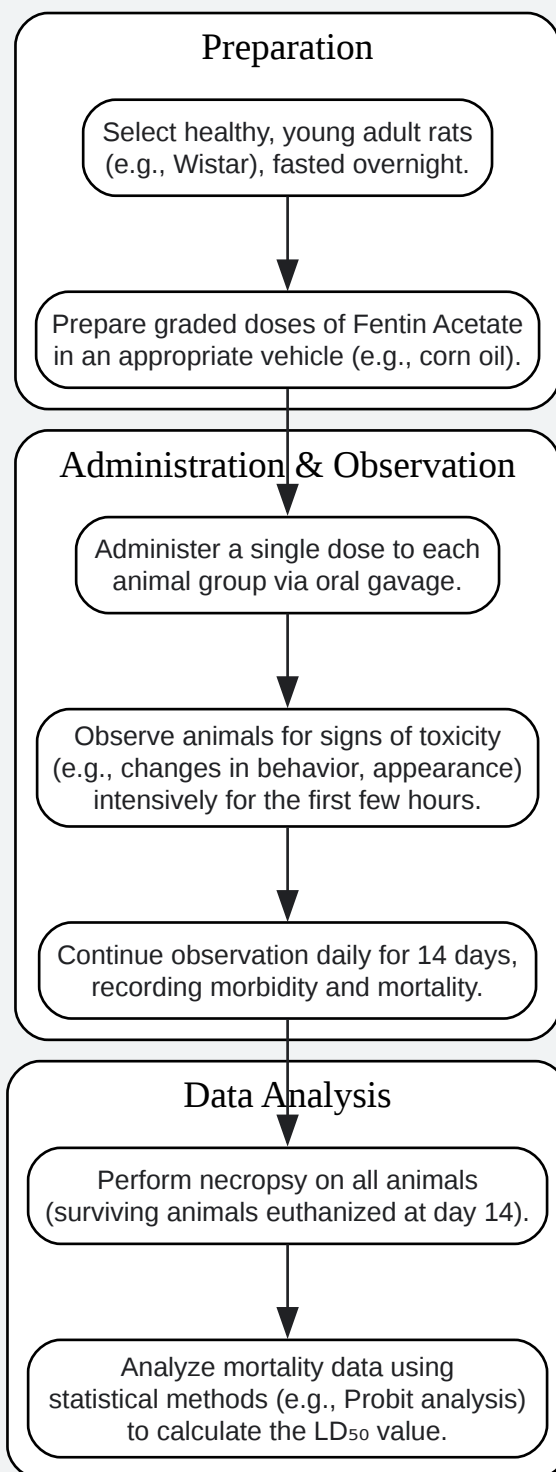 Preparation
Select healthy, young adult rats
(e.g., Wistar), fasted overnight.
Prepare graded doses of Fentin Acetate
in an appropriate vehicle (e.g., corn oil).
Administration & Observation
Administer a single dose to each
animal group via oral gavage.
Observe animals for signs of toxicity
(e.g., changes in behavior, appearance)
intensively for the first few hours.
Continue observation daily for 14 days,
recording morbidity and mortality.
Data Analysis
Perform necropsy on all animals
(surviving animals euthanized at day 14).
Analyze mortality data using
statistical methods (e.g., Probit analysis)
to calculate the LD₅₀ value.